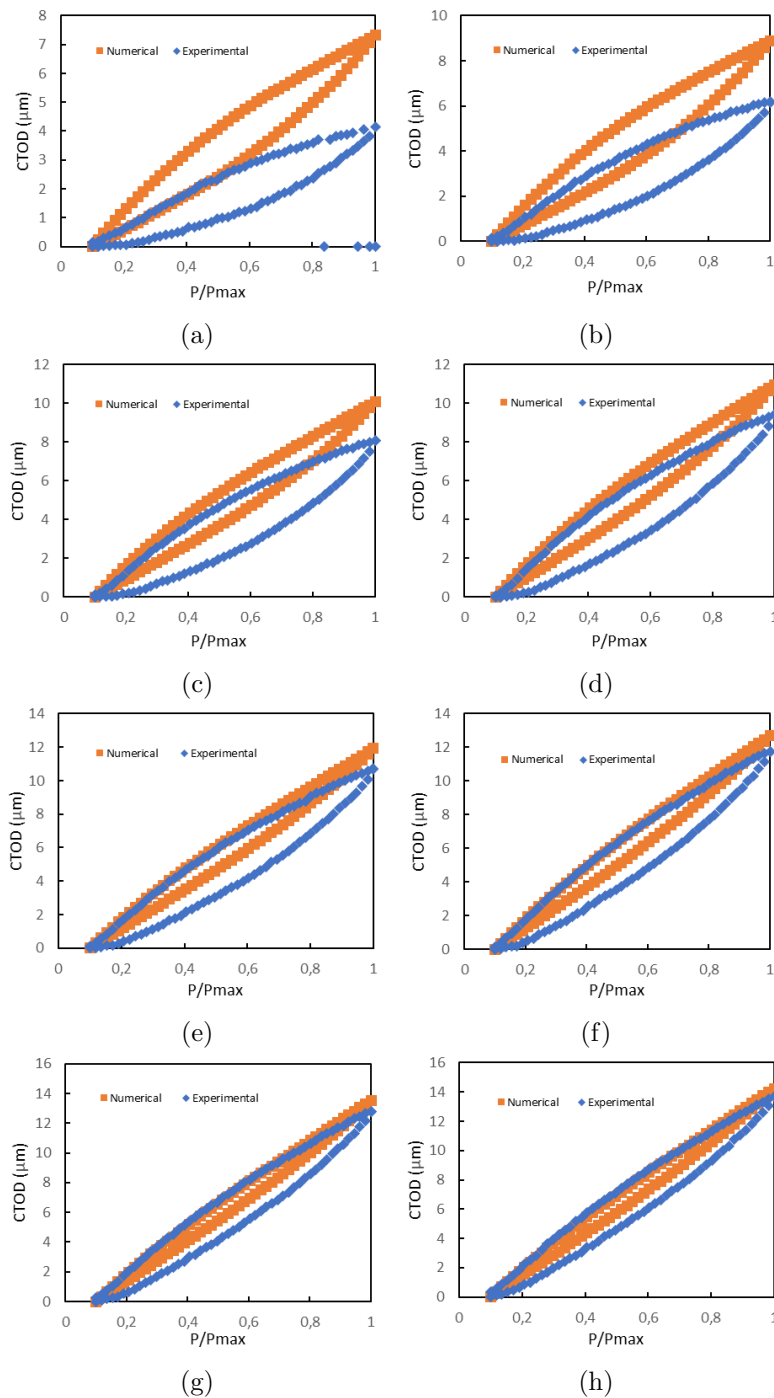 8
7
6
5
4
3
2
1
0
CTOD (μm)
Numerical Experimental
0 0,2 0,4 0,6 0,8 1
P/Pmax
(a)
10
8
6
4
2
0
CTOD (μm)
Numerical Experimental
0 0,2 0,4 0,6 0,8 1
P/Pmax
(b)
12
10
8
6
4
2
0
CTOD (μm)
Numerical Experimental
0 0,2 0,4 0,6 0,8 1
P/Pmax
(c)
12
10
8
6
4
2
0
CTOD (μm)
Numerical Experimental
0 0,2 0,4 0,6 0,8 1
P/Pmax
(d)
14
12
10
8
6
4
2
0
CTOD (μm)
Numerical Experimental
0 0,2 0,4 0,6 0,8 1
P/Pmax
(e)
14
12
10
8
6
4
2
0
CTOD (μm)
Numerical Experimental
0 0,2 0,4 0,6 0,8 1
P/Pmax
(f)
16
14
12
10
8
6
4
2
0
CTOD (μm)
Numerical Experimental
0 0,2 0,4 0,6 0,8 1
P/Pmax
(g)
16
14
12
10
8
6
4
2
0
CTOD (μm)
Numerical Experimental
0 0,2 0,4 0,6 0,8 1
P/Pmax
(h)